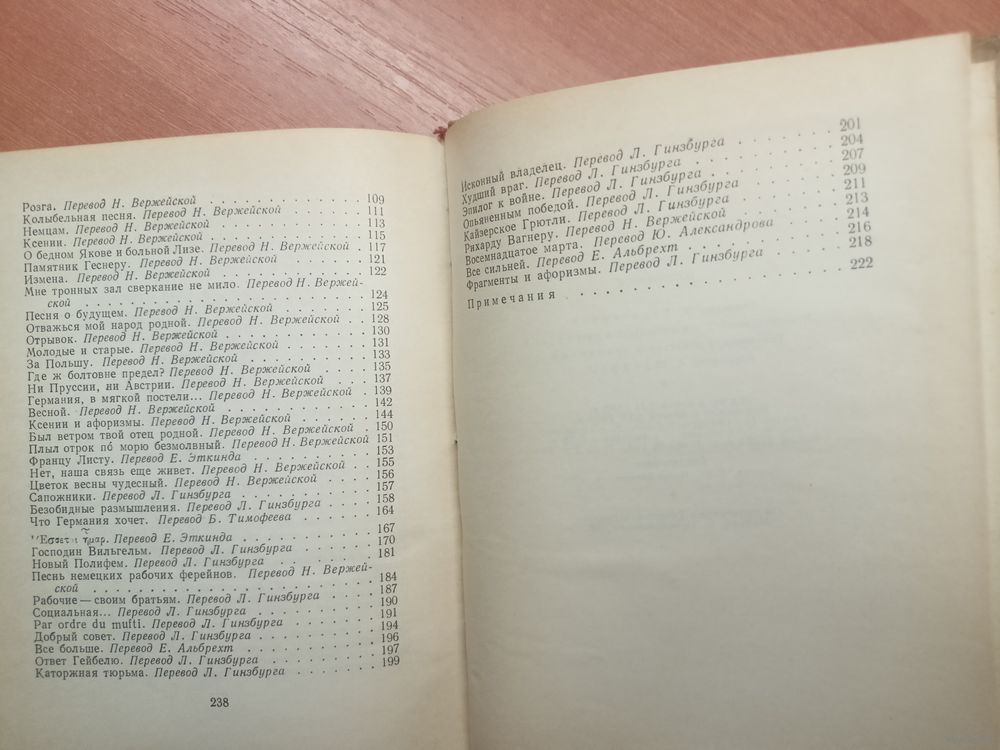 Розга. Перевод Н. Вержейской . . . . . . . . . 109
Колыбельная песня. Перевод Н. Вержейской . . . . . 111
Немцам. Перевод Н. Вержейской . . . . . . . . 113
Ксении. Перевод Н. Вержейской . . . . . . . . 115
О бедном Якове и больной Лизе. Перевод Н. Вержейской . 117
Памятник Геснеру. Перевод Н. Вержейской . . . . . 121
Измена. Перевод Н. Вержейской . . . . . . . . 122
Мне тронных зал сверкание не мило. Перевод Н. Вержей-
ской . . . . . . . . . . . . . . . . 124
Песня о будущем. Перевод Н. Вержейской . . . . . 125
Отважься мой народ родной. Перевод Н. Вержейской . . 128
Отрывок. Перевод Н. Вержейской . . . . . . . . 130
Молодые и старые. Перевод Н. Вержейской . . . . . 131
За Польшу. Перевод Н. Вержейской . . . . . . . 133
Где ж болтовне предел? Перевод Н. Вержейской . . . . 135
Ни Пруссии, ни Австрии. Перевод Н. Вержейской . . . 137
Германия, в мягкой постели... Перевод Н. Вержейской . 139
Весной. Перевод Н. Вержейской . . . . . . . . 142
Ксении и афоризмы. Перевод Н. Вержейской . . . . 144
Был ветром твой отец родной. Перевод Н. Вержейской . 150
Плыл отрок по́ морю безмолвный. Перевод Н. Вержейской 151
Францу Листу. Перевод Е. Эткинда . . . . . . . 153
Нет, наша связь еще живет. Перевод Н. Вержейской . . 155
Цветок весны чудесный. Перевод Н. Вержейской . . . 156
Сапожники. Перевод Л. Гинзбурга . . . . . . . 157
Безобидные размышления. Перевод Л. Гинзбурга . . . . 158
Что Германия хочет. Перевод Б. Тимофеева . . . . . 164
Перевод Е. Эткинда . . . . . . . . 167
Господин Вильгельм. Перевод Л. Гинзбурга . . . . . 170
Новый Полифем. Перевод Л. Гинзбурга . . . . . . 181
Песнь немецких рабочих ферейнов. Перевод Н. Вержей-
ской . . . . . . . . . . . . . . . . 184
Рабочие — своим братьям. Перевод Л. Гинзбурга . . . . 187
Социальная... Перевод Л. Гинзбурга . . . . . . . 190
Par ordre du mufti. Перевод Л. Гинзбурга . . . . . . 191
Добрый совет. Перевод Л. Гинзбурга . . . . . . . 194
Все больше. Перевод Е. Альбрехт . . . . . . . . 196
Ответ Гейбелю. Перевод Л. Гинзбурга . . . . . . . 197
Каторжная тюрьма. Перевод Л. Гинзбурга . . . . . . 199
238
Исконный владелец. Перевод Л. Гинзбурга . . . . . . 201
Худший враг. Перевод Л. Гинзбурга . . . . . . . 204
Эпилог к войне. Перевод Л. Гинзбурга . . . . . . . 207
Опьяненным победой. Перевод Л. Гинзбурга . . . . . 209
Кайзерское Грютли. Перевод Л. Гинзбурга . . . . . . 211
Рихарду Вагнеру. Перевод Н. Вержейской . . . . . . 213
Восемнадцатое марта. Перевод Ю. Александрова . . . . 214
Все сильней. Перевод Е. Альбрехт . . . . . . . . 216
Фрагменты и афоризмы. Перевод Л. Гинзбурга . . . . . 218
Примечания . . . . . . . . . . . . . . . 222